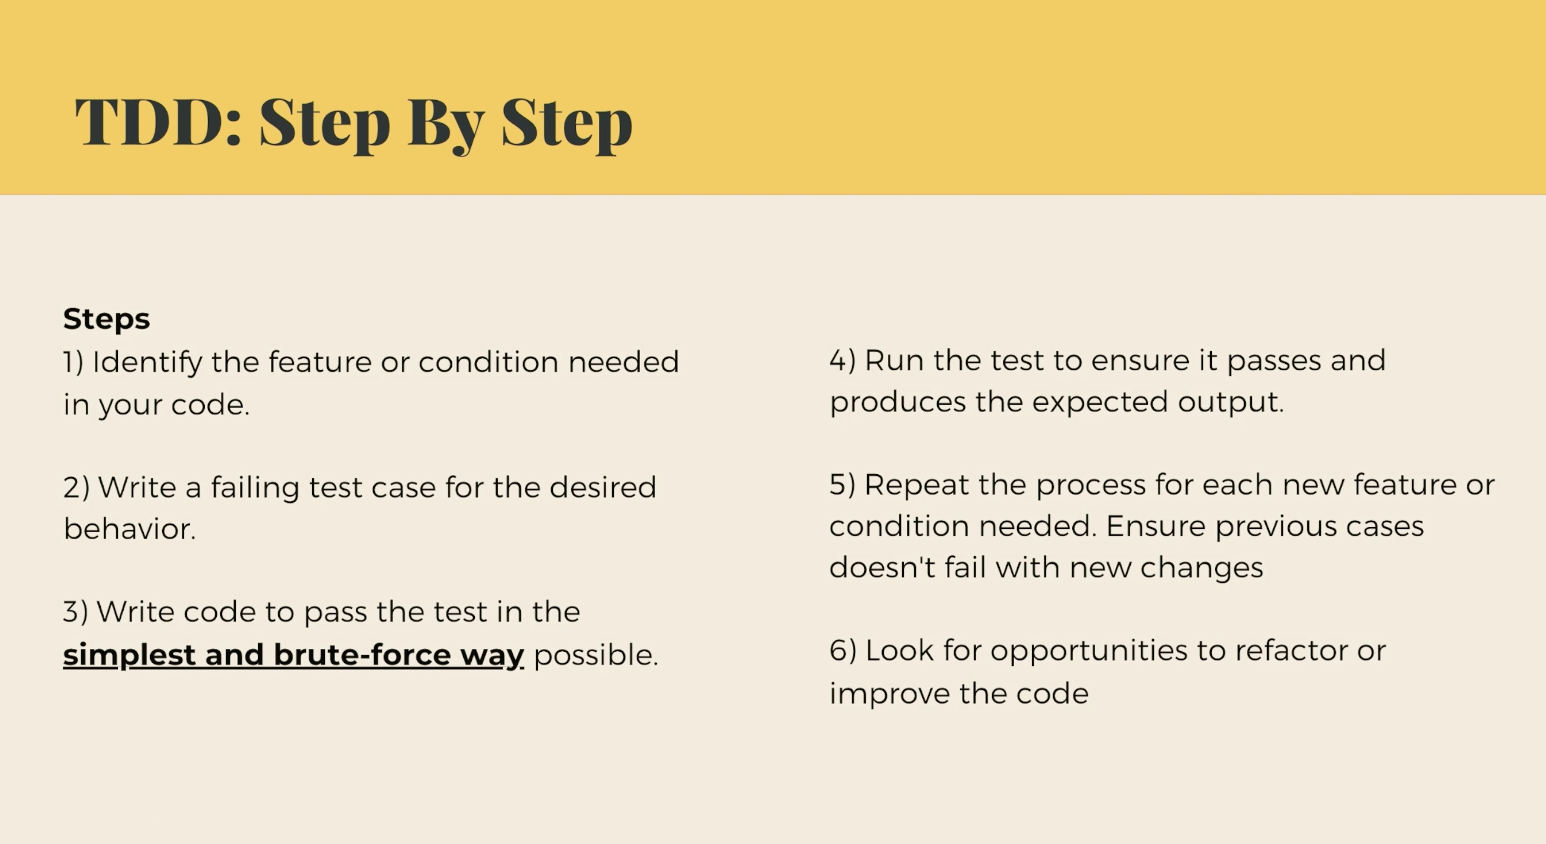 TDD: Step By Step
Steps
1) Identify the feature or condition needed
in your code.
2) Write a failing test case for the desired
behavior.
3) Write code to pass the test in the
simplest and brute-force way possible.
4) Run the test to ensure it passes and
produces the expected output.
5) Repeat the process for each new feature or
condition needed. Ensure previous cases
doesn't fail with new changes
6) Look for opportunities to refactor or
improve the code